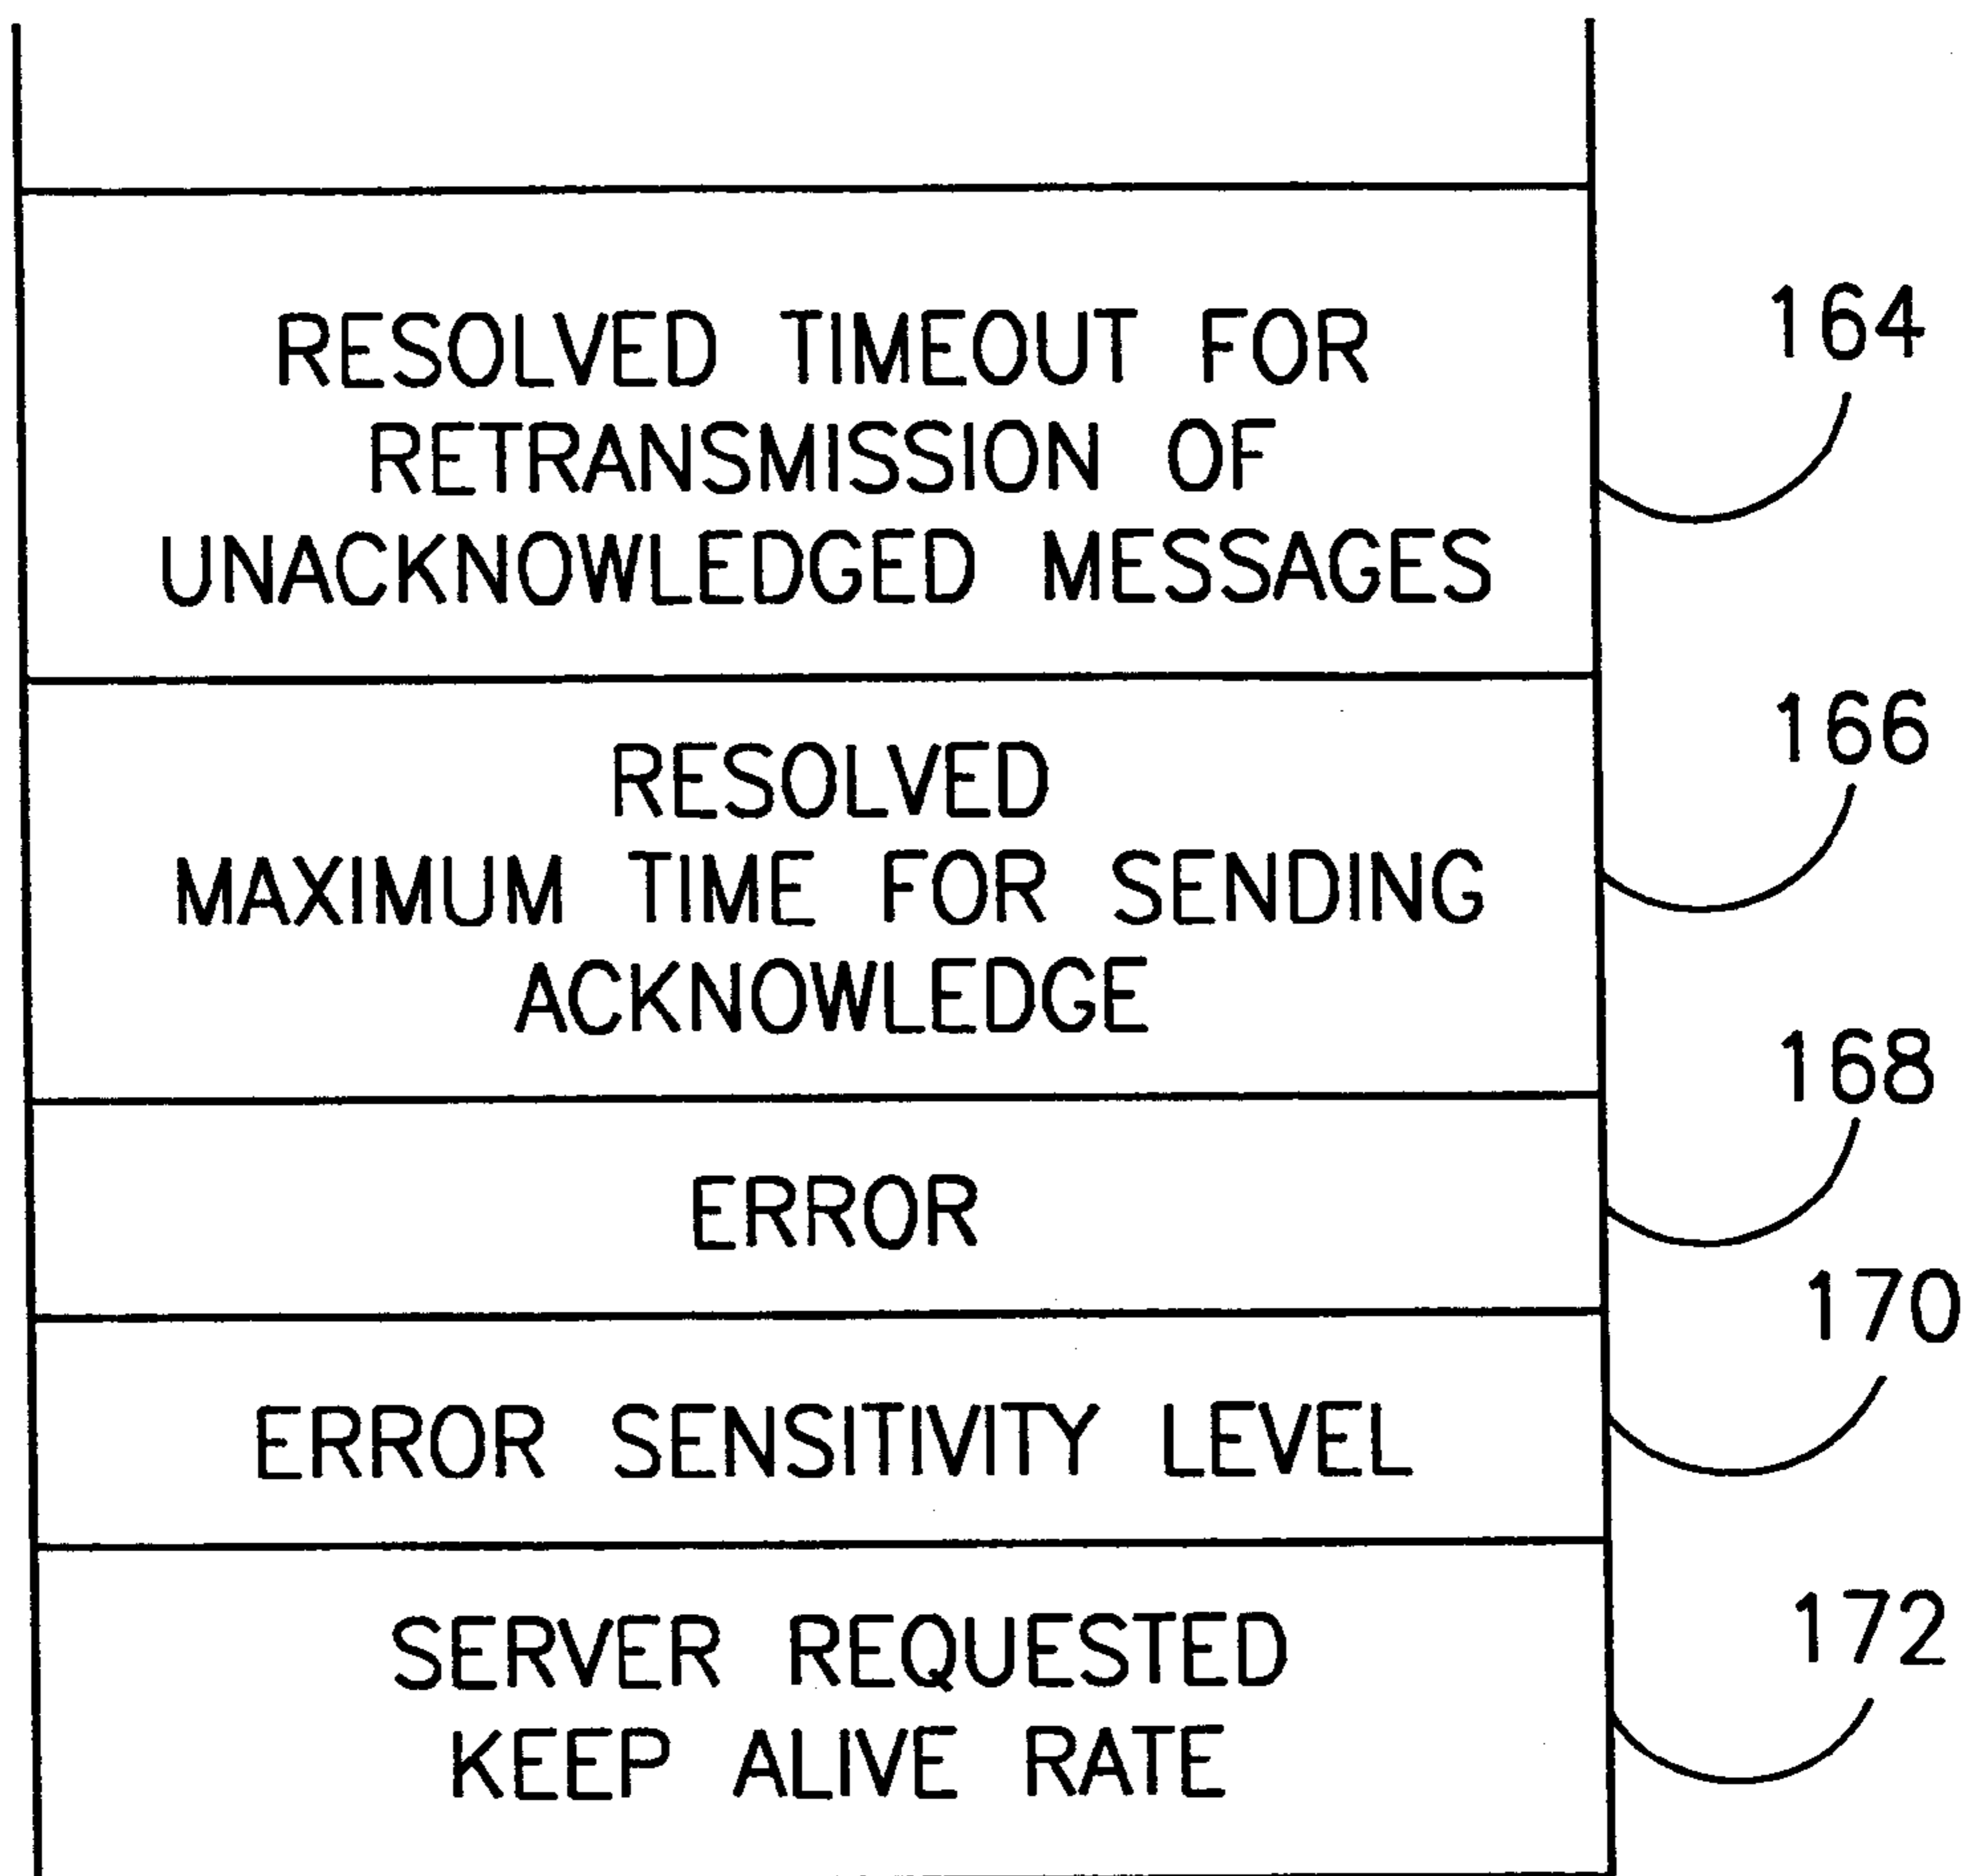 RESOLVED TIMEOUT FOR
RETRANSMISSION OF
UNACKNOWLEDGED MESSAGES
164
RESOLVED
MAXIMUM TIME FOR SENDING
ACKNOWLEDGE
166
ERROR
168
ERROR SENSITIVITY LEVEL
170
SERVER REQUESTED
KEEP ALIVE RATE
172